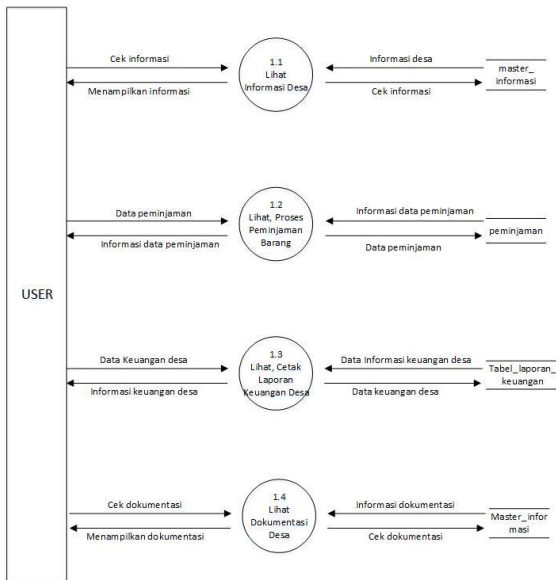 Cek informasi
Menampilkan informasi
1.1
Lihat
Informasi Desa
Informasi desa
Cek informasi
master_
informasi
Data peminjaman
Informasi data peminjaman
1.2
Lihat, Proses
Peminjaman
Barang
Informasi data peminjaman
Data peminjaman
peminjaman
USER
Data Keuangan desa
Informasi keuangan desa
1.3
Lihat, Cetak
Laporan
Keuangan Desa
Data Informasi keuangan desa
Data keuangan desa
Tabel_laporan_
keuangan
Cek dokumentasi
Menampilkan dokumentasi
1.4
Lihat
Dokumentasi
Desa
Informasi dokumentasi
Cek dokumentasi
Master_infor
masi